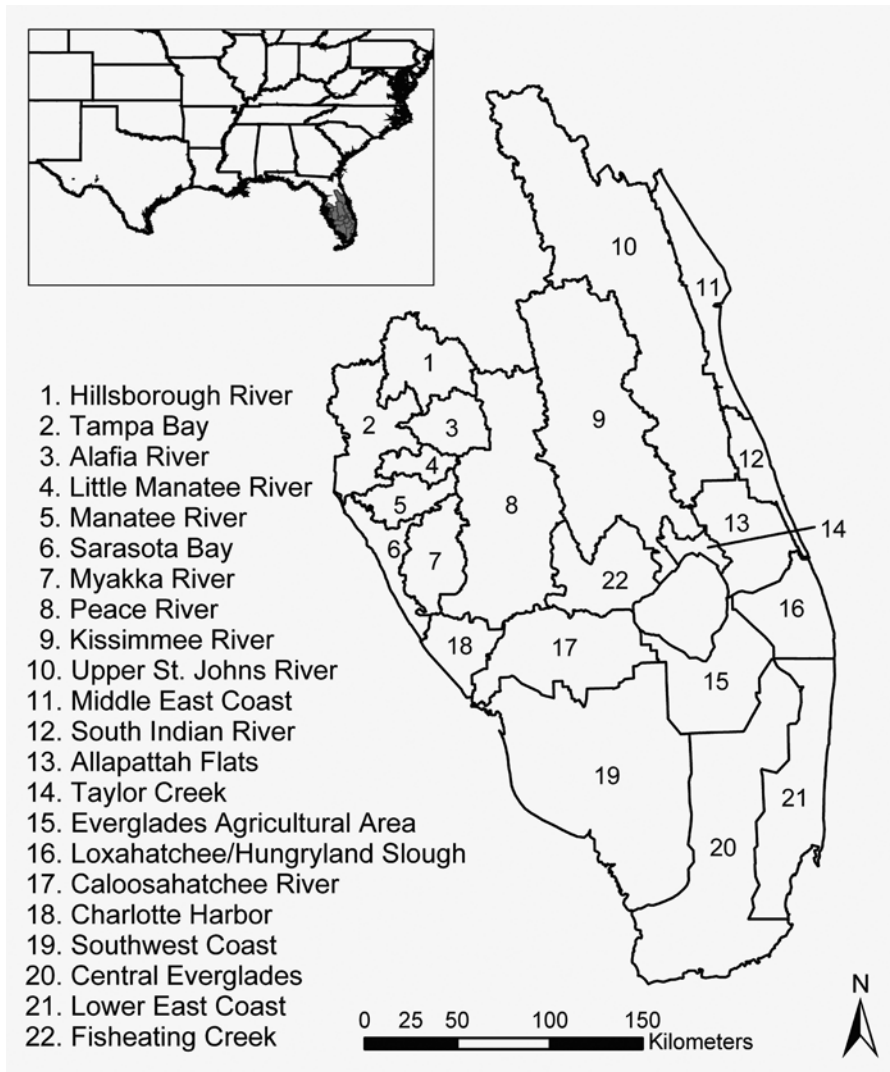 1. Hillsborough River
2. Tampa Bay
3. Alafia River
4. Little Manatee River
5. Manatee River
6. Sarasota Bay
7. Myakka River
8. Peace River
9. Kissimmee River
10. Upper St. Johns River
11. Middle East Coast
12. South Indian River
13. Allapattah Flats
14. Taylor Creek
15. Everglades Agricultural Area
16. Loxahatchee/Hungryland Slough
17. Caloosahatchee River
18. Charlotte Harbor
19. Southwest Coast
20. Central Everglades
21. Lower East Coast
22. Fisheating Creek
10
11
1
2
3
9
4
12
5
8
13
14
6
7
22
16
18
17
15
19
21
20
N
0 25 50 100 150
Kilometers